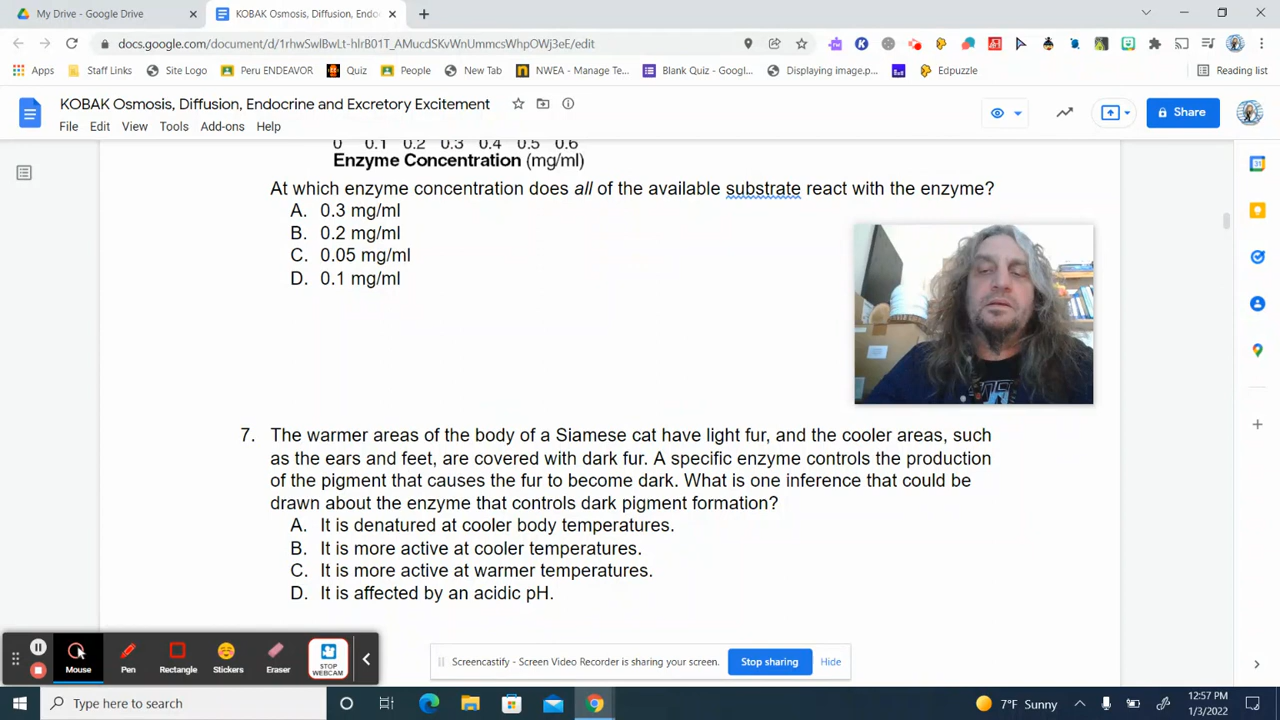 My Drive - Google Drive
KOBAK Osmosis, Diffusion, Endo
docs.google.com/document/d/1rhwSwlBwLt-hlrB01T_AMucdSKvWnUmmcsWhpOWj3eE/edit
Apps Staff Links Site Logo Peru ENDEAVOR Quiz People New Tab NWEA - Manage Te... Blank Quiz - Googl... Displaying image.p... Edpuzzle Reading list
KOBAK Osmosis, Diffusion, Endocrine and Excretory Excitement
File Edit View Tools Add-ons Help
Share
0 0.1 0.2 0.3 0.4 0.5 0.6
Enzyme Concentration (mg/ml)
At which enzyme concentration does all of the available substrate react with the enzyme?
A. 0.3 mg/ml
B. 0.2 mg/ml
C. 0.05 mg/ml
D. 0.1 mg/ml
7. The warmer areas of the body of a Siamese cat have light fur, and the cooler areas, such
as the ears and feet, are covered with dark fur. A specific enzyme controls the production
of the pigment that causes the fur to become dark. What is one inference that could be
drawn about the enzyme that controls dark pigment formation?
A. It is denatured at cooler body temperatures.
B. It is more active at cooler temperatures.
C. It is more active at warmer temperatures.
D. It is affected by an acidic pH.
Mouse Pen Rectangle Stickers Eraser STOP WEBCAM
Screencastify - Screen Video Recorder is sharing your screen. Stop sharing Hide
Type here to search
7°F Sunny
12:57 PM
1/3/2022